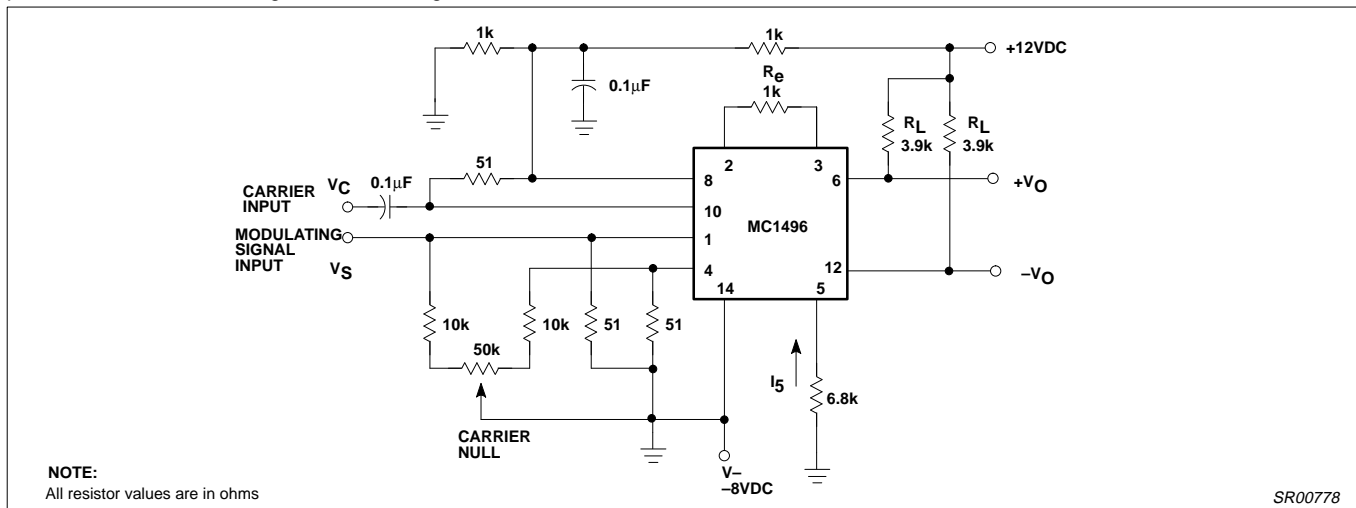 1k
1k
+12VDC
Re
1k
0.1μF
RL
3.9k
RL
3.9k
51
2
3
8
6
+VO
CARRIER
INPUT
VC
0.1μF
10
MC1496
MODULATING
SIGNAL
INPUT
VS
1
4
12
–VO
14
5
10k
10k
51
51
50k
I5
6.8k
CARRIER
NULL
V–
–8VDC
NOTE:
All resistor values are in ohms
SR00778